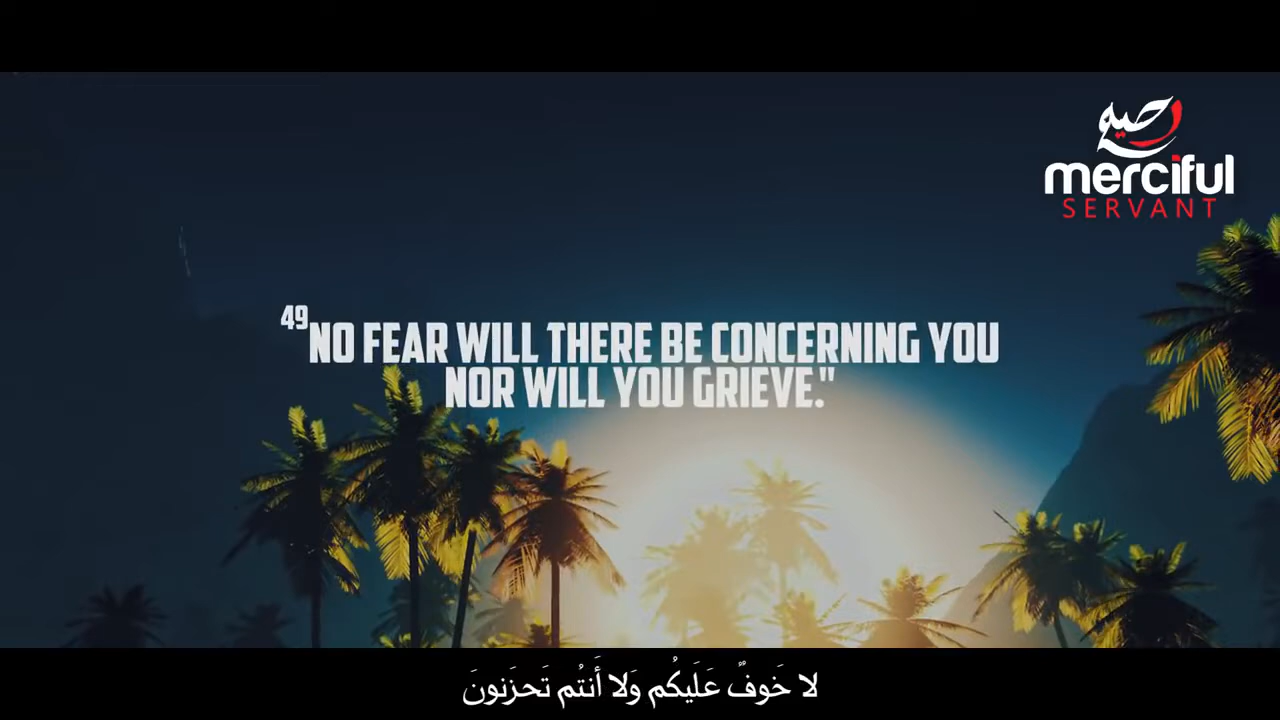 رحيم
merciful
SERVANT
49 NO FEAR WILL THERE BE CONCERNING YOU
NOR WILL YOU GRIEVE."
لا خَوفٌ عَلَيكُم وَلا أَنتُم تَحزَنونَ